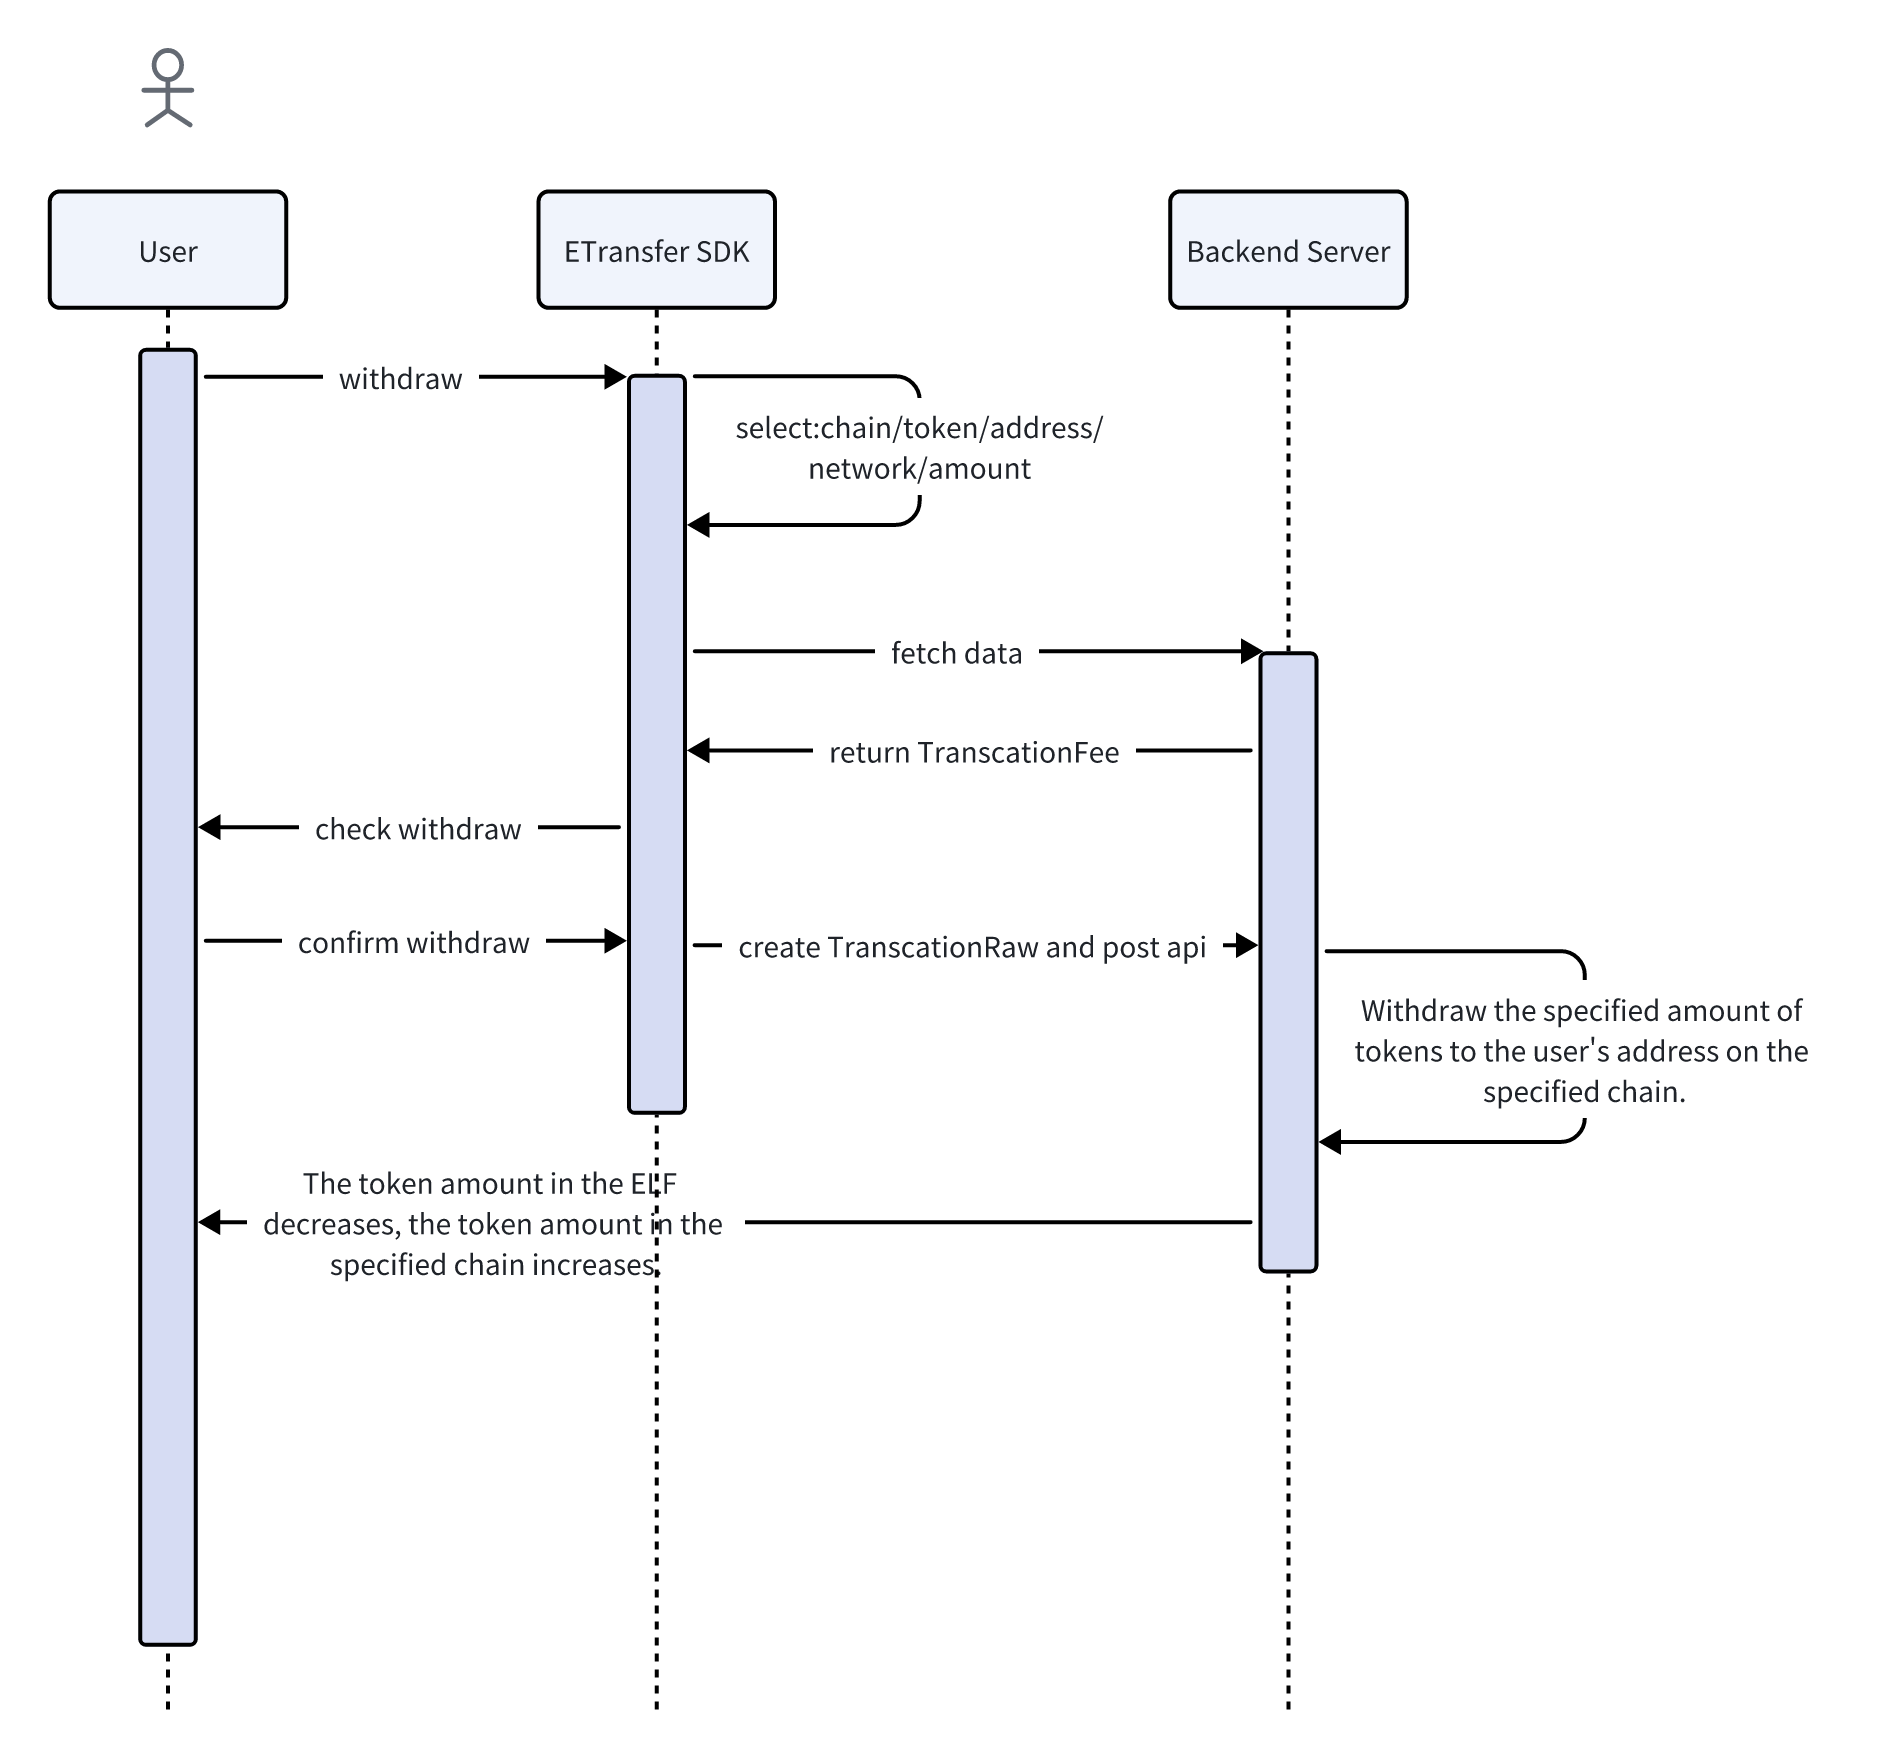 User
ETransfer SDK
Backend Server
withdraw
select:chain/token/address/
network/amount
fetch data
return TranscationFee
check withdraw
confirm withdraw
create TranscationRaw and post api
Withdraw the specified amount of
tokens to the user's address on the
specified chain.
The token amount in the ELF
decreases, the token amount in the
specified chain increases.